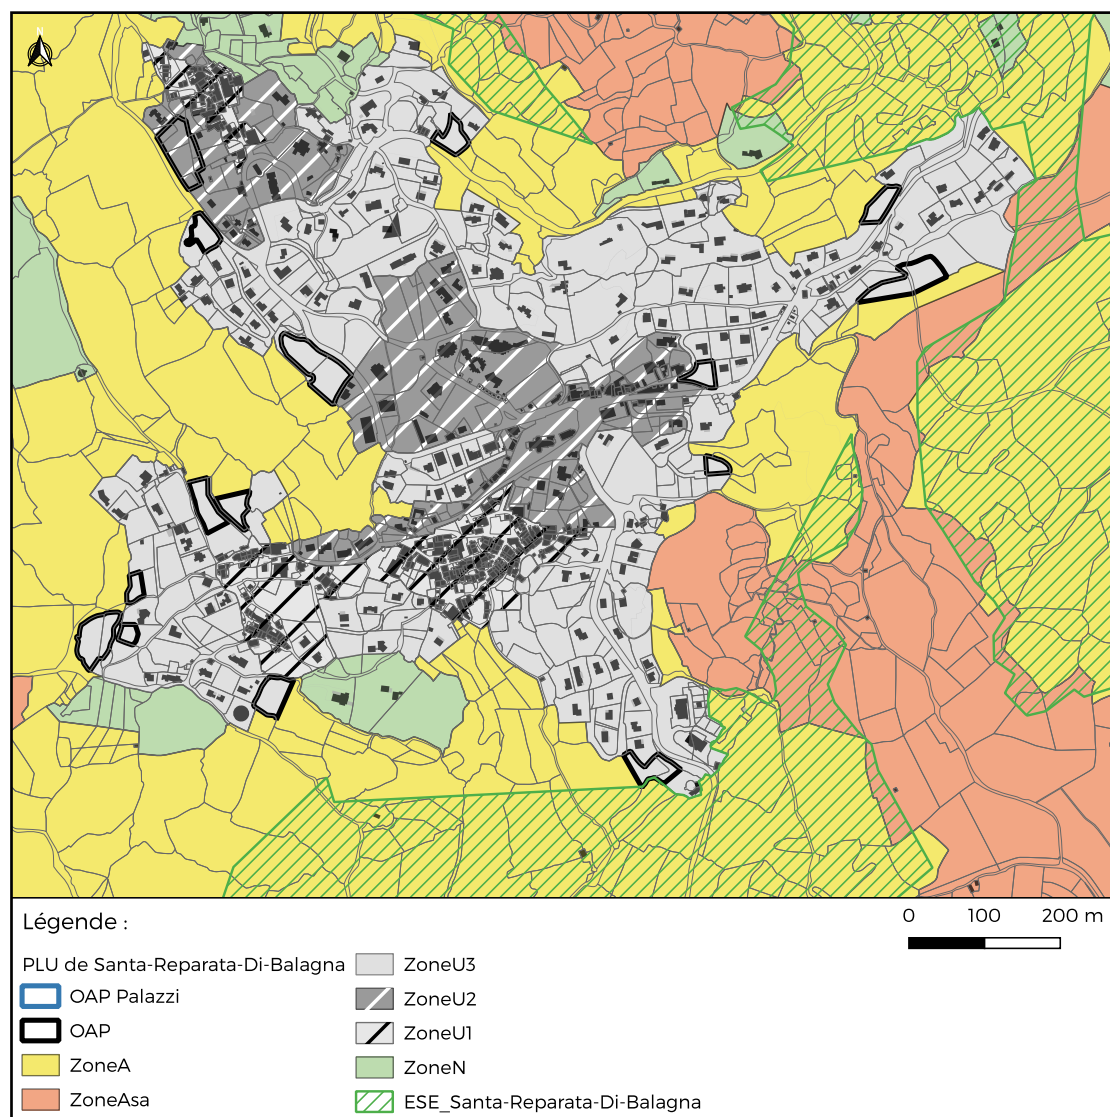 N
Légende :
0 100 200 m
PLU de Santa-Reparata-Di-Balagna
OAP Palazzi
OAP
ZoneA
ZoneAsa
ZoneU3
ZoneU2
ZoneU1
ZoneN
ESE_Santa-Reparata-Di-Balagna